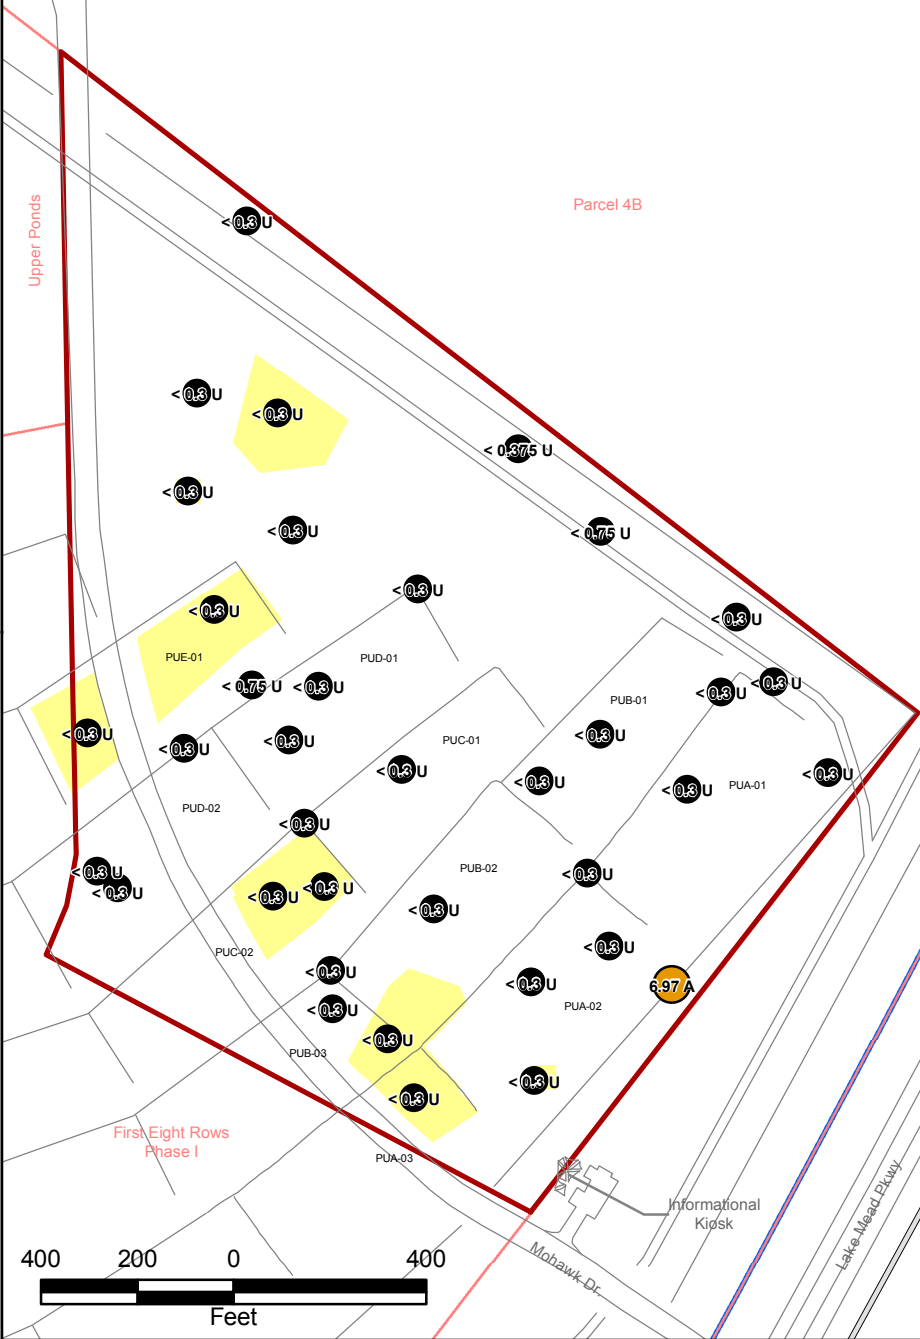 Parcel 4B
Upper Ponds
< 0.3 U
< 0.3 U
< 0.3 U
< 0.375 U
< 0.3 U
< 0.3 U
< 0.75 U
< 0.3 U
< 0.3 U
< 0.3 U
PUE-01
PUD-01
< 0.75 U
< 0.3 U
< 0.3 U
< 0.3 U
PUB-01
< 0.3 U
< 0.3 U
< 0.3 U
< 0.3 U
PUC-01
< 0.3 U
< 0.3 U
< 0.3 U
< 0.3 U
PUA-01
< 0.3 U
PUD-02
< 0.3 U
PUB-02
< 0.3 U
< 0.3 U
< 0.3 U
< 0.3 U
< 0.3 U
< 0.3 U
PUC-02
< 0.3 U
< 0.3 U
< 0.3 U
6.97 A
PUA-02
< 0.3 U
< 0.3 U
PUB-03
< 0.3 U
< 0.3 U
First Eight Rows
Phase I
PUA-03
Informational
Kiosk
Lake Mead Pkwy
Mohawk Dr
400 200 0 400
Feet